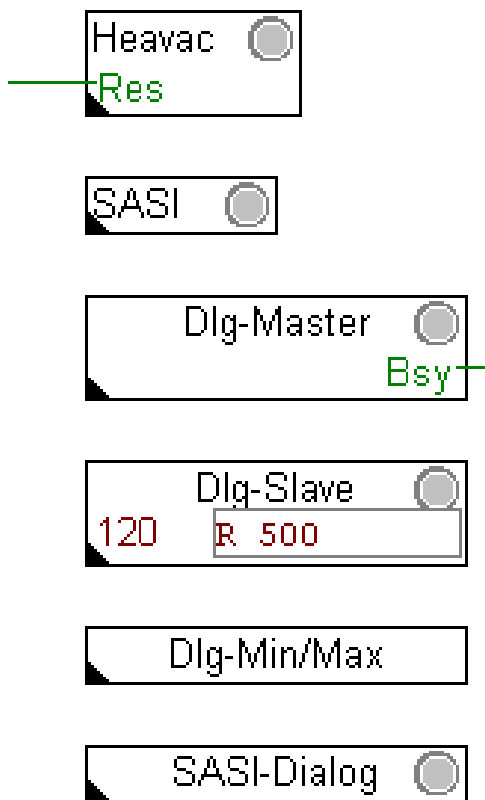 Heavac
Res
SASI
Dlg-Master
Bsy
Dlg-Slave
120 R 500
Dlg-Min/Max
SASI-Dialog